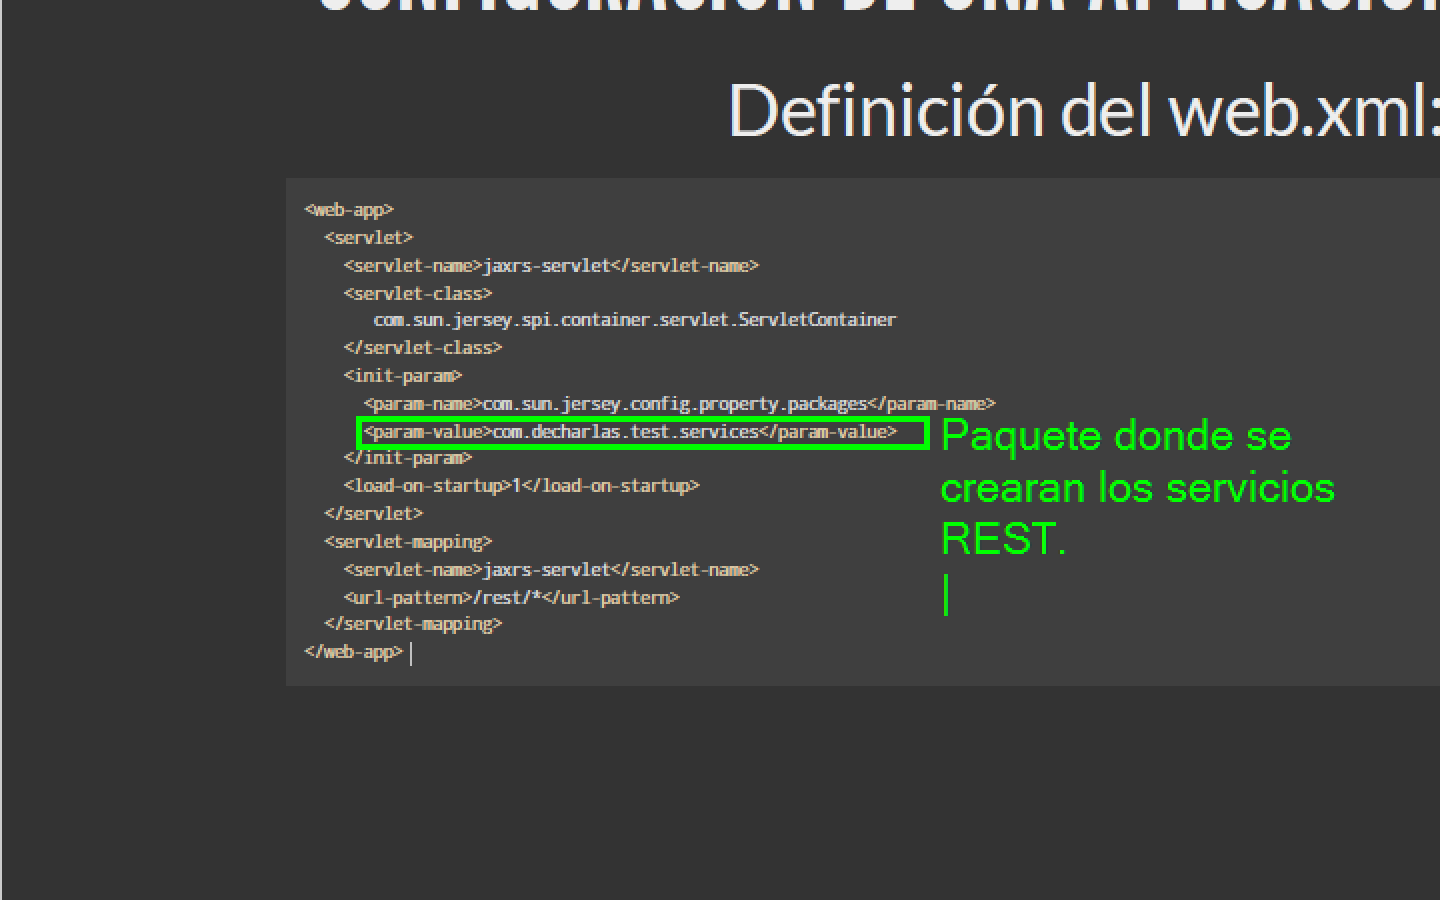 CONFIGURACIÓN DE UNA APLICACIÓN
Definición del web.xml:
<web-app>
<servlet>
<servlet-name>jaxrs-servlet</servlet-name>
<servlet-class>
com.sun.jersey.spi.container.servlet.ServletContainer
</servlet-class>
<init-param>
<param-name>com.sun.jersey.config.property.packages</param-name>
<param-value>com.decharlas.test.services</param-value>
</init-param>
<load-on-startup>1</load-on-startup>
</servlet>
<servlet-mapping>
<servlet-name>jaxrs-servlet</servlet-name>
<url-pattern>/rest/*</url-pattern>
</servlet-mapping>
</web-app>
Paquete donde se
crearan los servicios
REST.